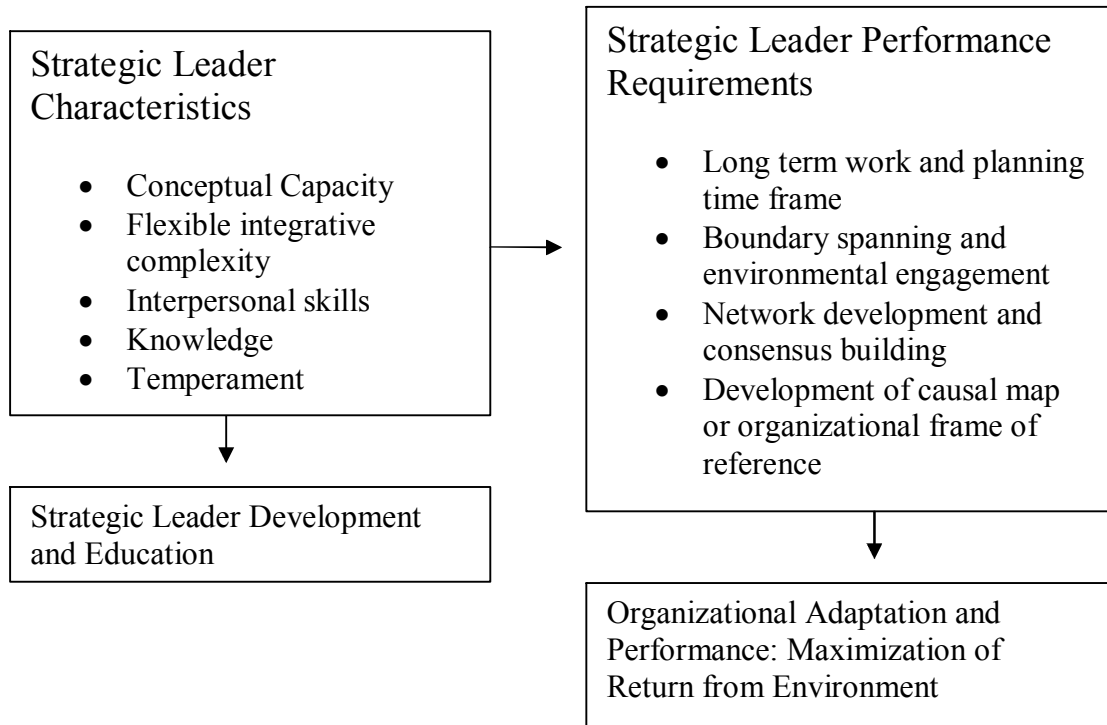 Strategic Leader
Characteristics
• Conceptual Capacity
• Flexible integrative
complexity
• Interpersonal skills
• Knowledge
• Temperament
Strategic Leader Development
and Education
Strategic Leader Performance
Requirements
• Long term work and planning
time frame
• Boundary spanning and
environmental engagement
• Network development and
consensus building
• Development of causal map
or organizational frame of
reference
Organizational Adaptation and
Performance: Maximization of
Return from Environment